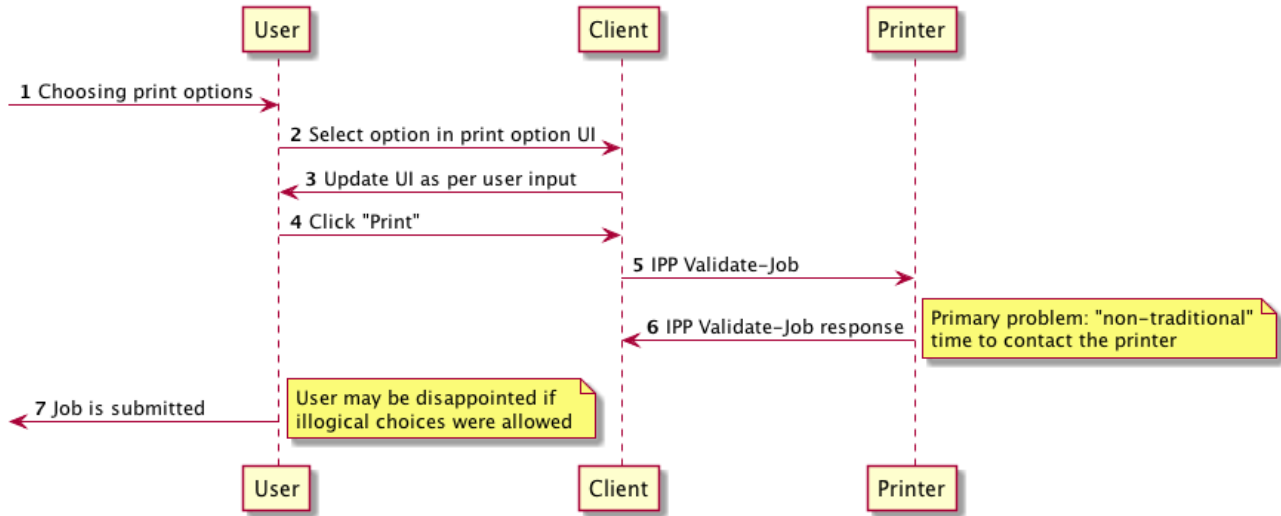 User
Client
Printer
1 Choosing print options
2 Select option in print option UI
3 Update UI as per user input
4 Click "Print"
5 IPP Validate-Job
6 IPP Validate-Job response
Primary problem: "non-traditional"
time to contact the printer
7 Job is submitted
User may be disappointed if
illogical choices were allowed
User
Client
Printer